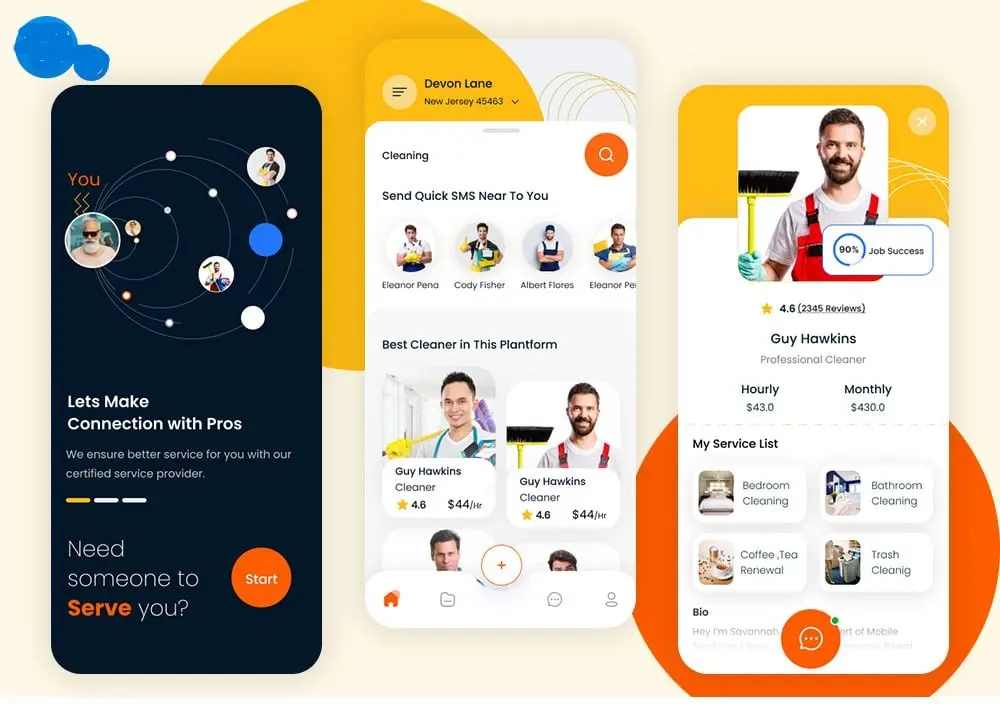 You
Lets Make
Connection with Pros
We ensure better service for you with our
certified service provider.
Need
someone to
Serve you?
Start
Devon Lane
New Jersey 45463
Cleaning
Send Quick SMS Near To You
Eleanor Pena
Cody Fisher
Albert Flores
Eleanor Pe
Best Cleaner in This Plantform
Guy Hawkins
Cleaner
4.6
$44/Hr
Guy Hawkins
Cleaner
4.6
$44/Hr
+
90%
Job Success
4.6 (2345 Reviews)
Guy Hawkins
Professional Cleaner
Hourly
$43.0
Monthly
$430.0
My Service List
Bedroom
Cleaning
Bathroom
Cleaning
Coffee ,Tea
Renewal
Trash
Cleanig
Bio
Hey I'm Savannah
ert of Mobile